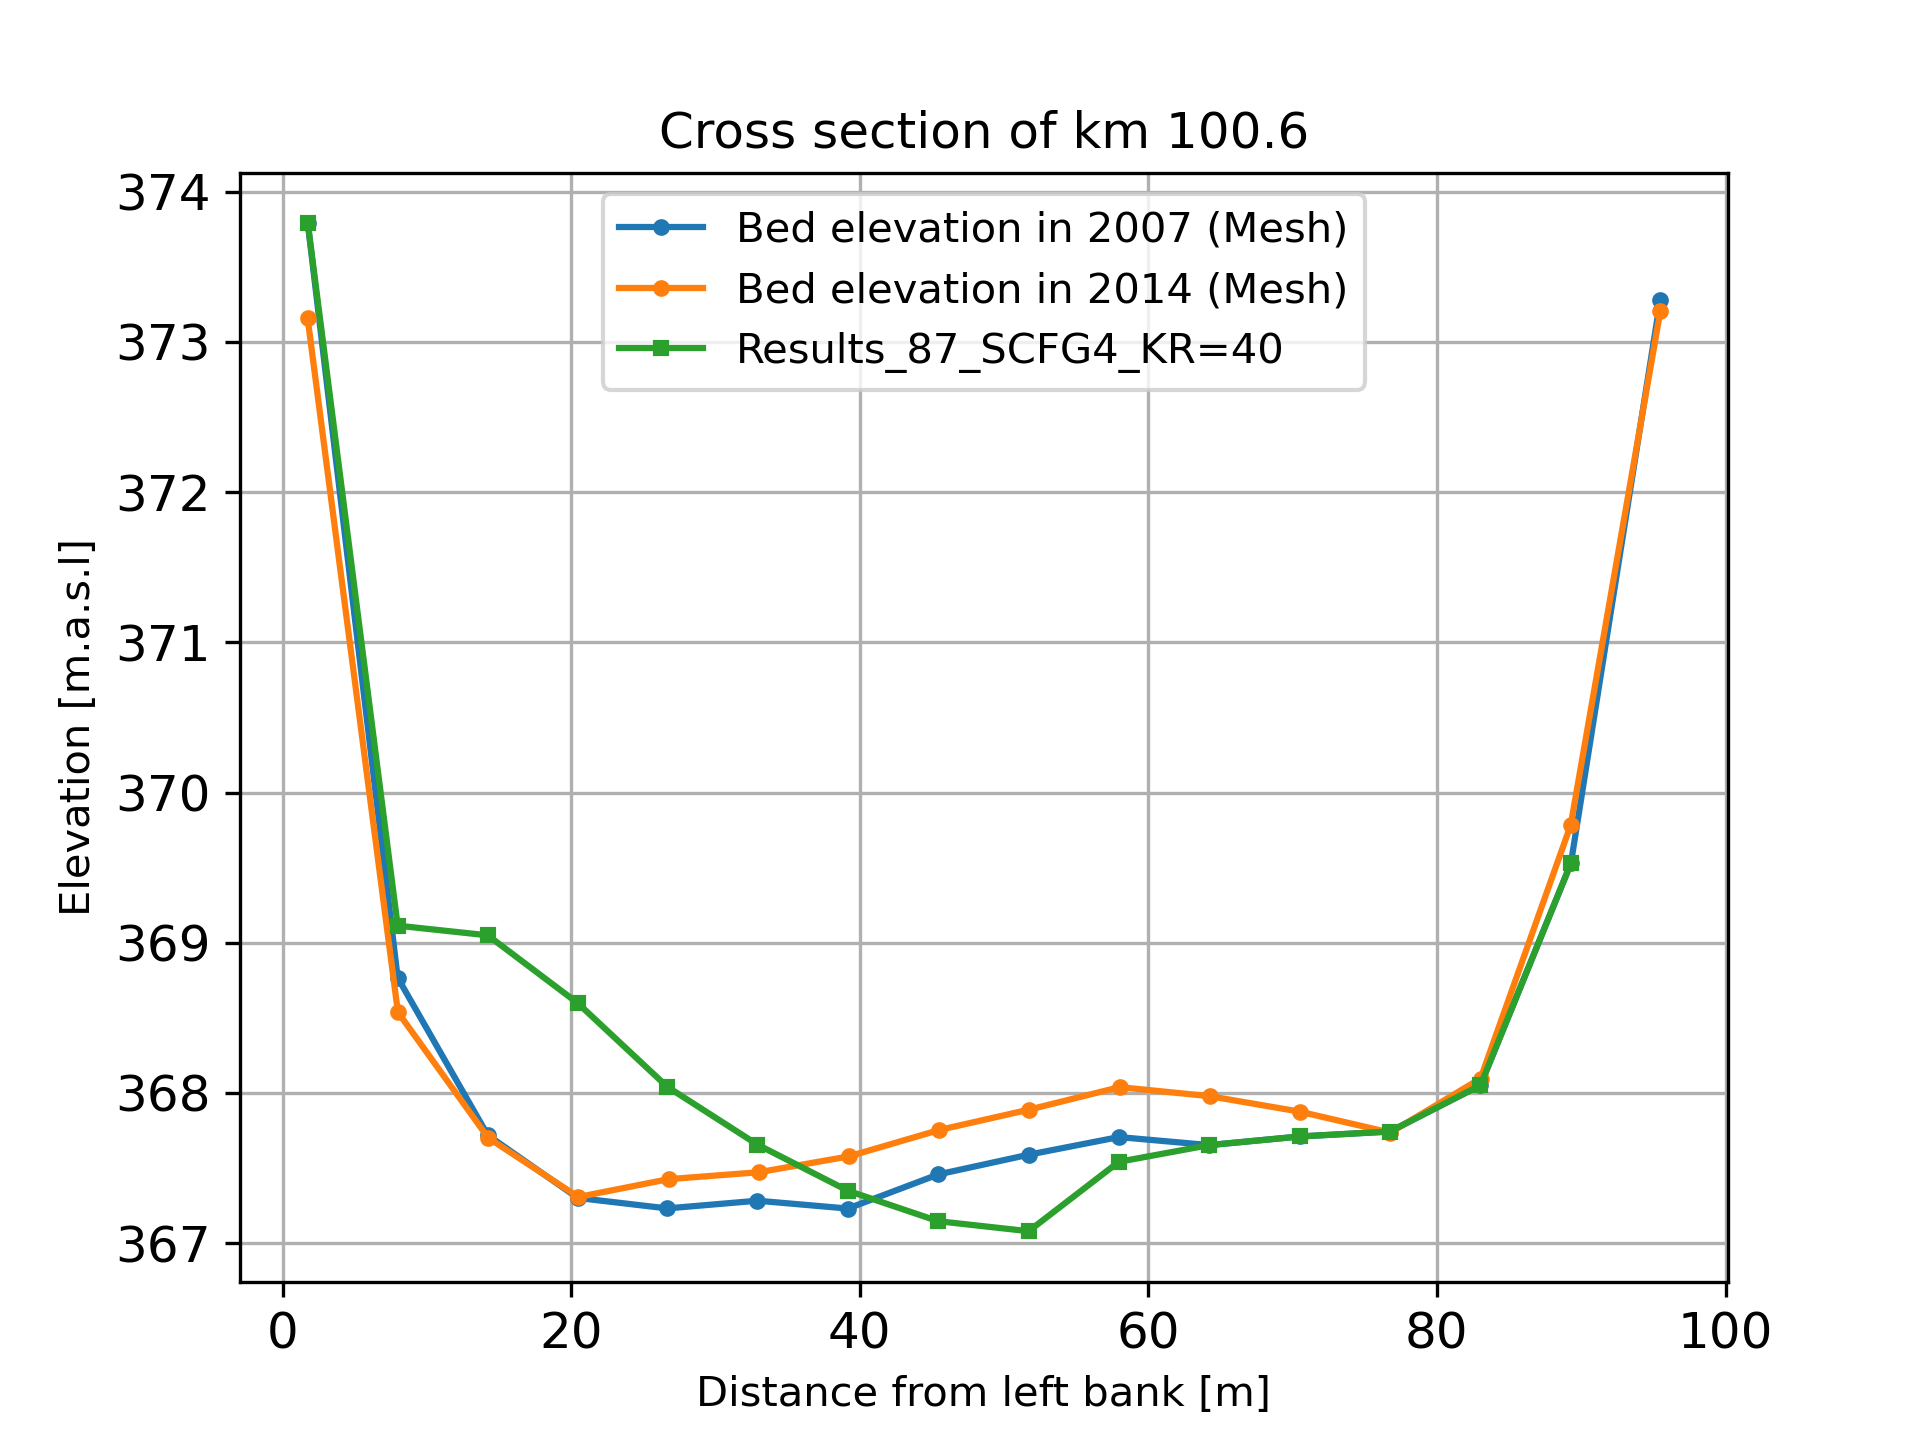 Cross section of km 100.6
Bed elevation in 2007 (Mesh)
Bed elevation in 2014 (Mesh)
Results_87_SCFG4_KR=40
Elevation [m.a.s.l]
374
373
372
371
370
369
368
367
0 20 40 60 80 100
Distance from left bank [m]